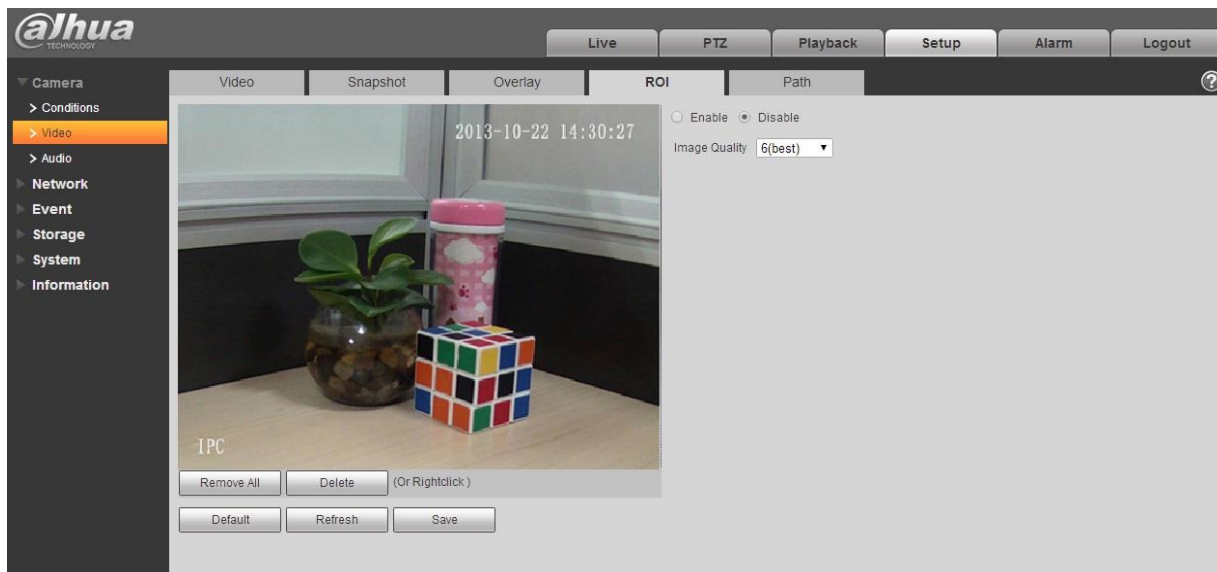 alhua
TECHNOLOGY
Live PTZ Playback Setup Alarm Logout
Camera
Conditions
Video
Audio
Network
Event
Storage
System
Information
Video Snapshot Overlay ROI Path
?
2013-10-22 14:30:27
IPC
Enable Disable
Image Quality 6(best)
Remove All Delete (Or Rightclick )
Default Refresh Save